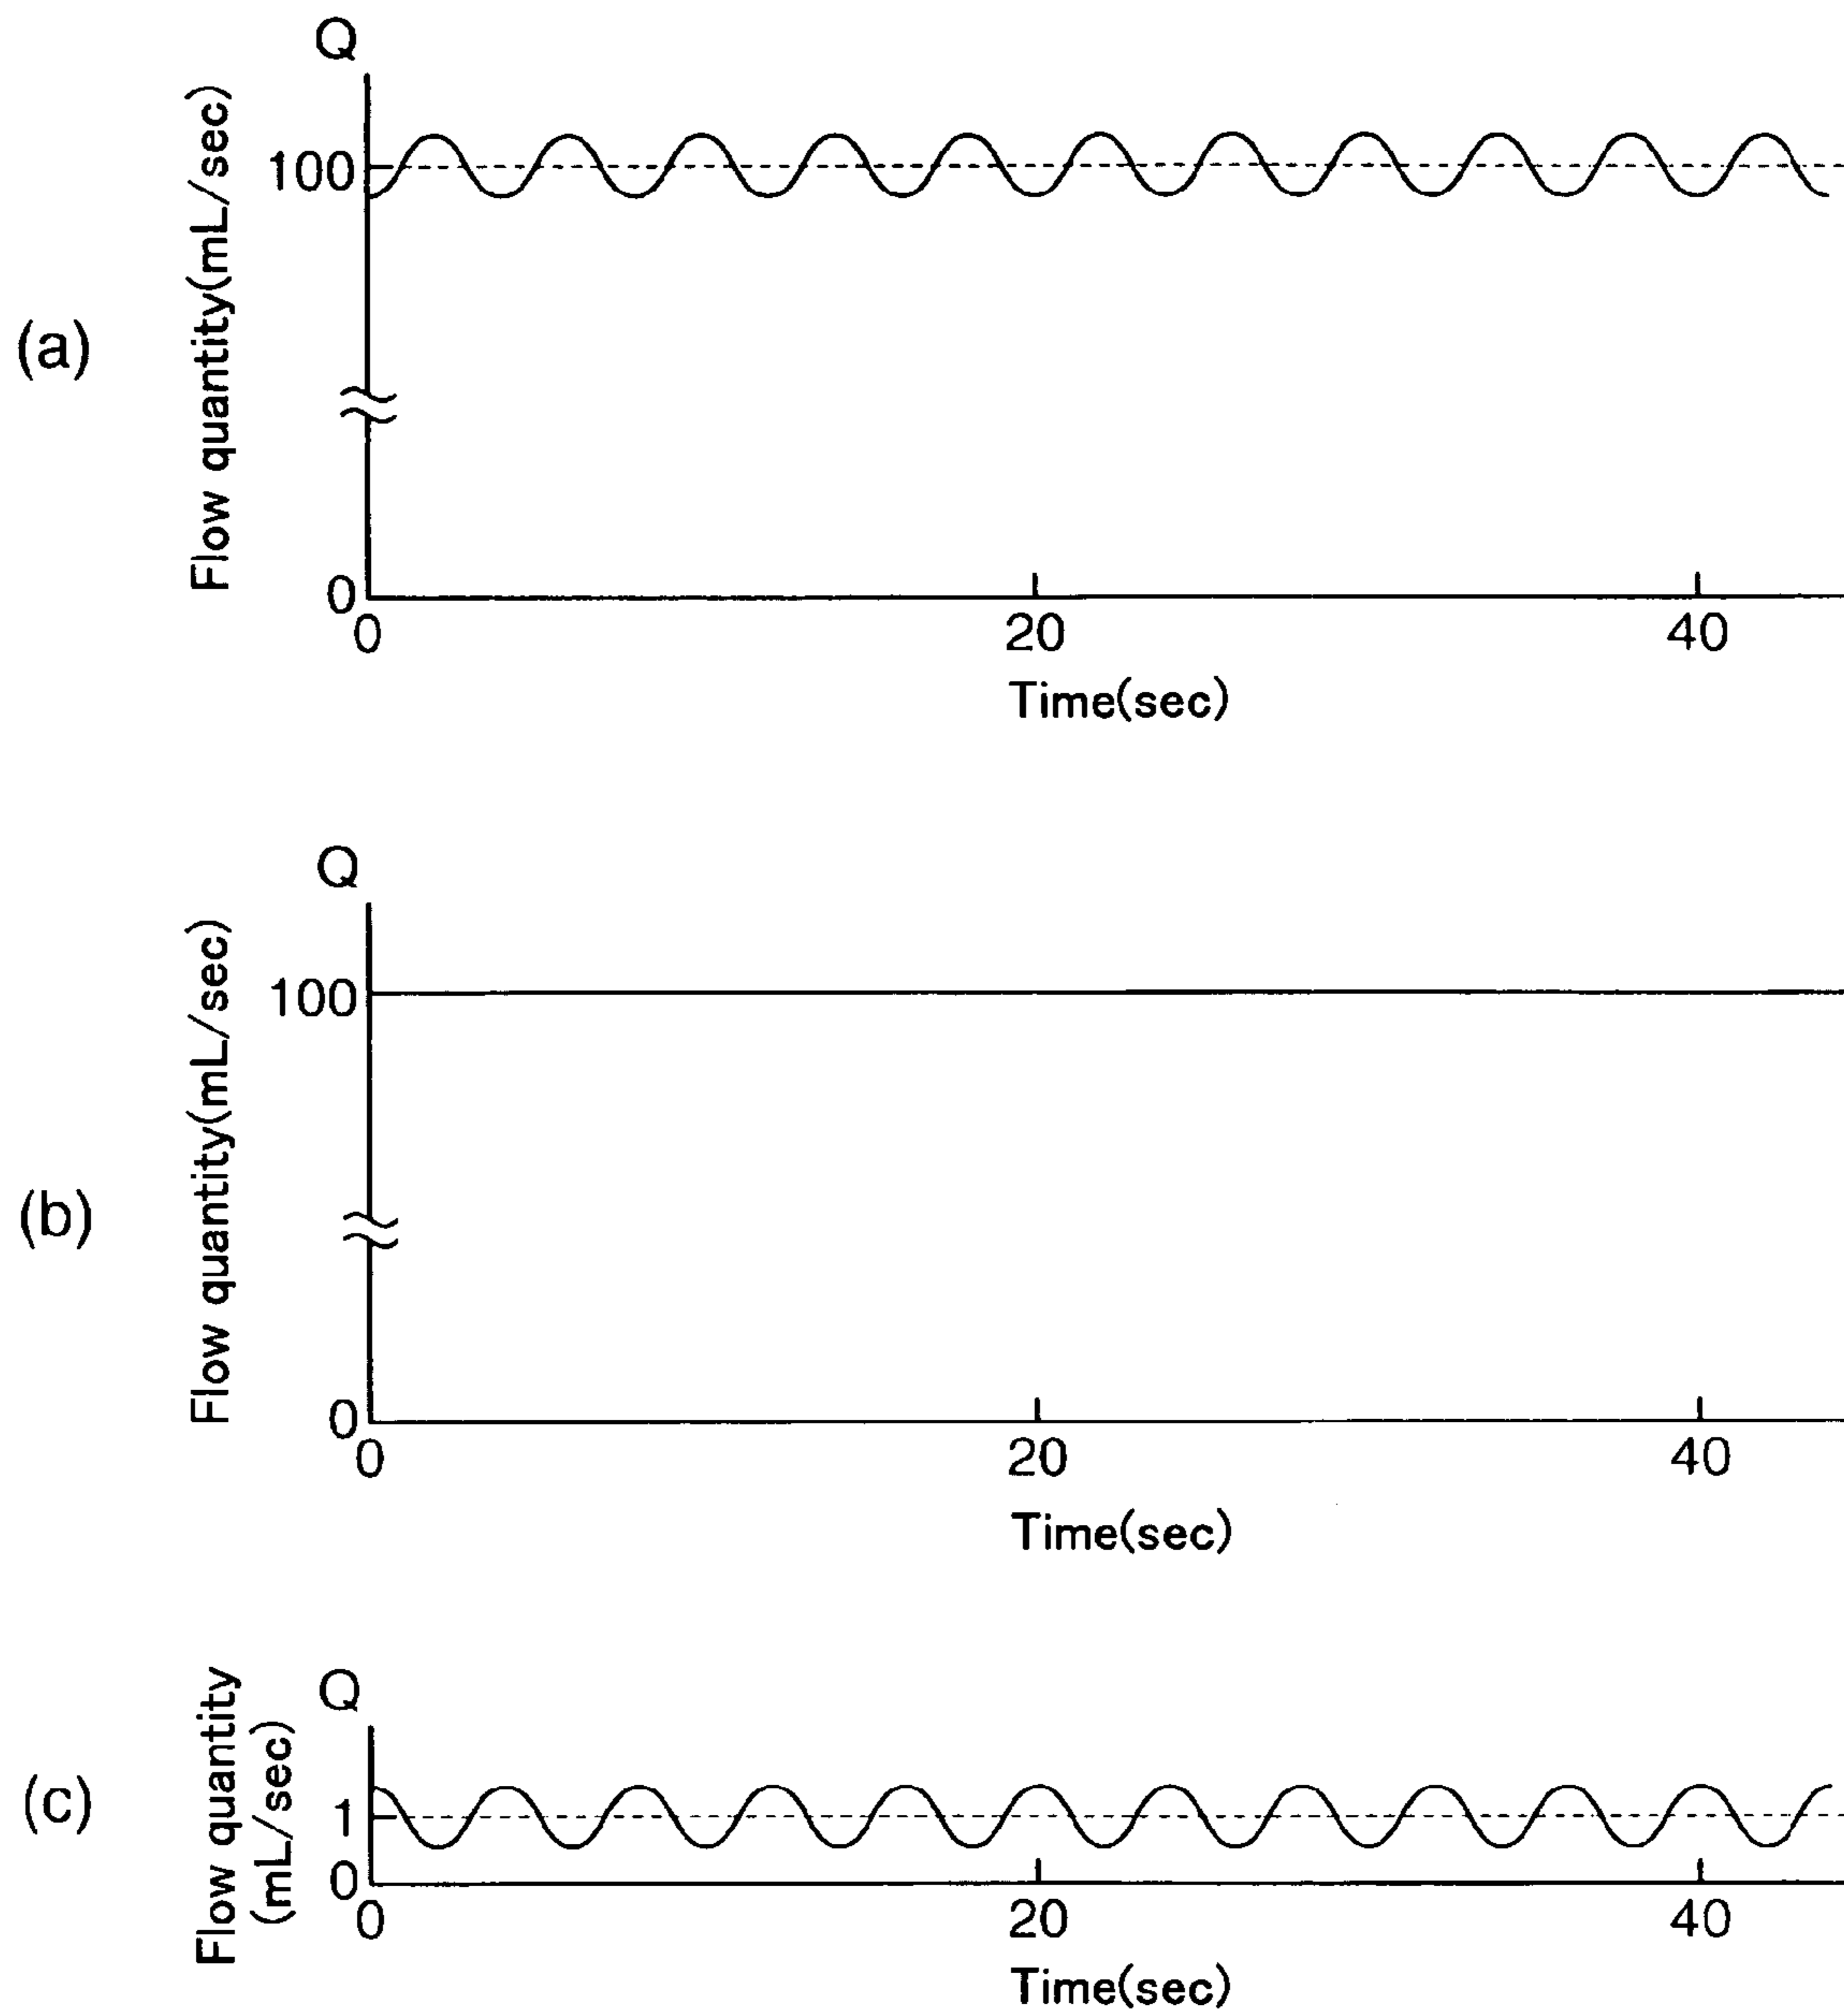 (a)
Q
Flow quantity(mL/sec)
100
0
0
20
40
Time(sec)
(b)
Q
Flow quantity(mL/sec)
100
0
0
20
40
Time(sec)
(c)
Q
Flow quantity
(mL/sec)
1
0
0
20
40
Time(sec)